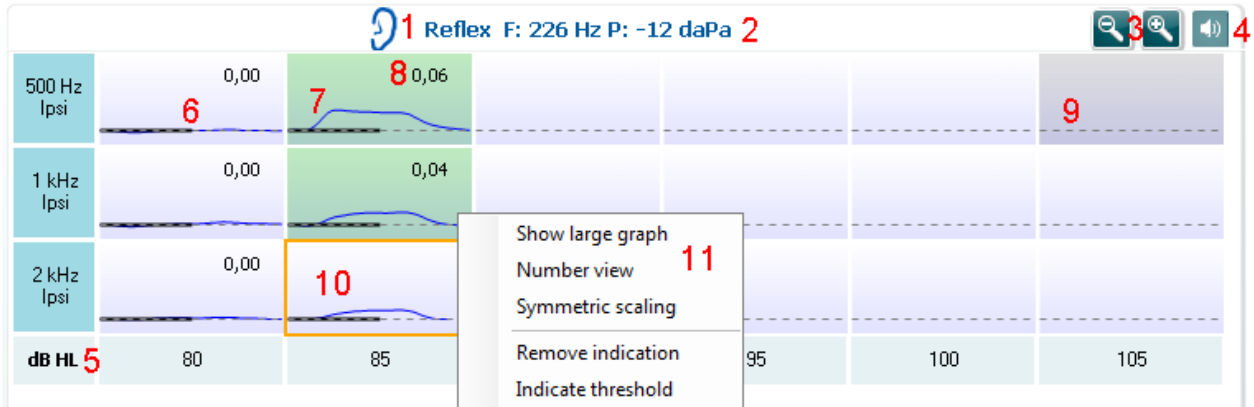 1 Reflex F: 226 Hz P: -12 daPa 2
3
4
500 Hz
Ipsi
0,00
6
7
8 0,06
9
1 kHz
Ipsi
0,00
0,04
2 kHz
Ipsi
0,00
10
Show large graph
Number view
11
Symmetric scaling
Remove indication
Indicate threshold
dB HL 5 80 85 95 100 105